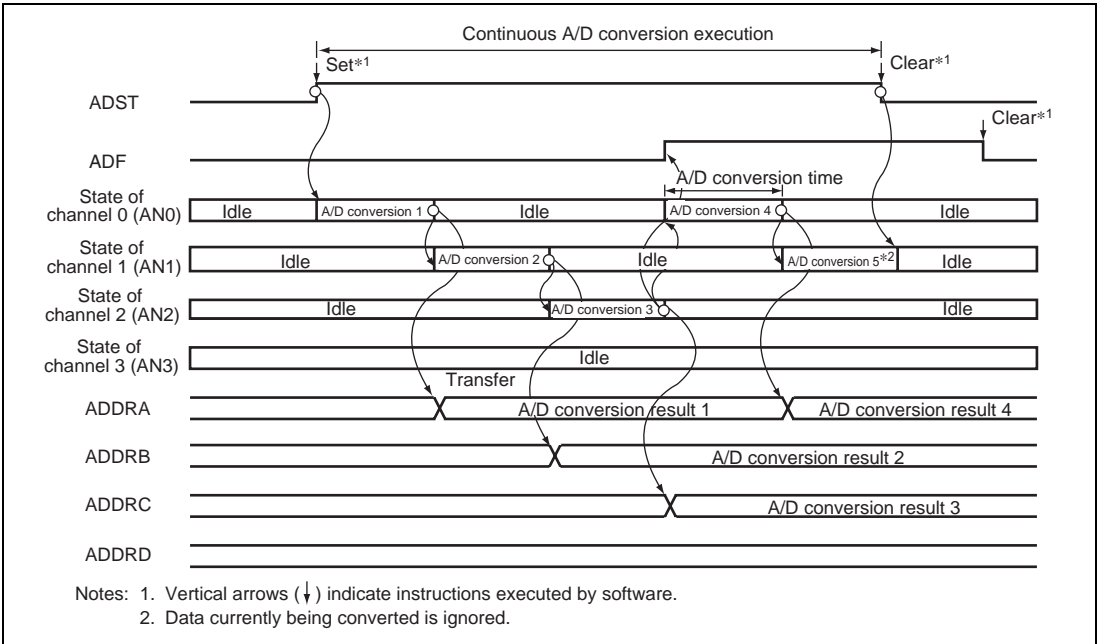 Continuous A/D conversion execution
Set*1
Clear*1
ADST
Clear*1
ADF
A/D conversion time
State of
channel 0 (AN0)
Idle
A/D conversion 1
Idle
A/D conversion 4
Idle
State of
channel 1 (AN1)
Idle
A/D conversion 2
Idle
A/D conversion 5*2
Idle
State of
channel 2 (AN2)
Idle
A/D conversion 3
Idle
State of
channel 3 (AN3)
Idle
Transfer
ADDRA
A/D conversion result 1
A/D conversion result 4
ADDRB
A/D conversion result 2
ADDRC
A/D conversion result 3
ADDRD
Notes: 1. Vertical arrows (↓) indicate instructions executed by software.
2. Data currently being converted is ignored.